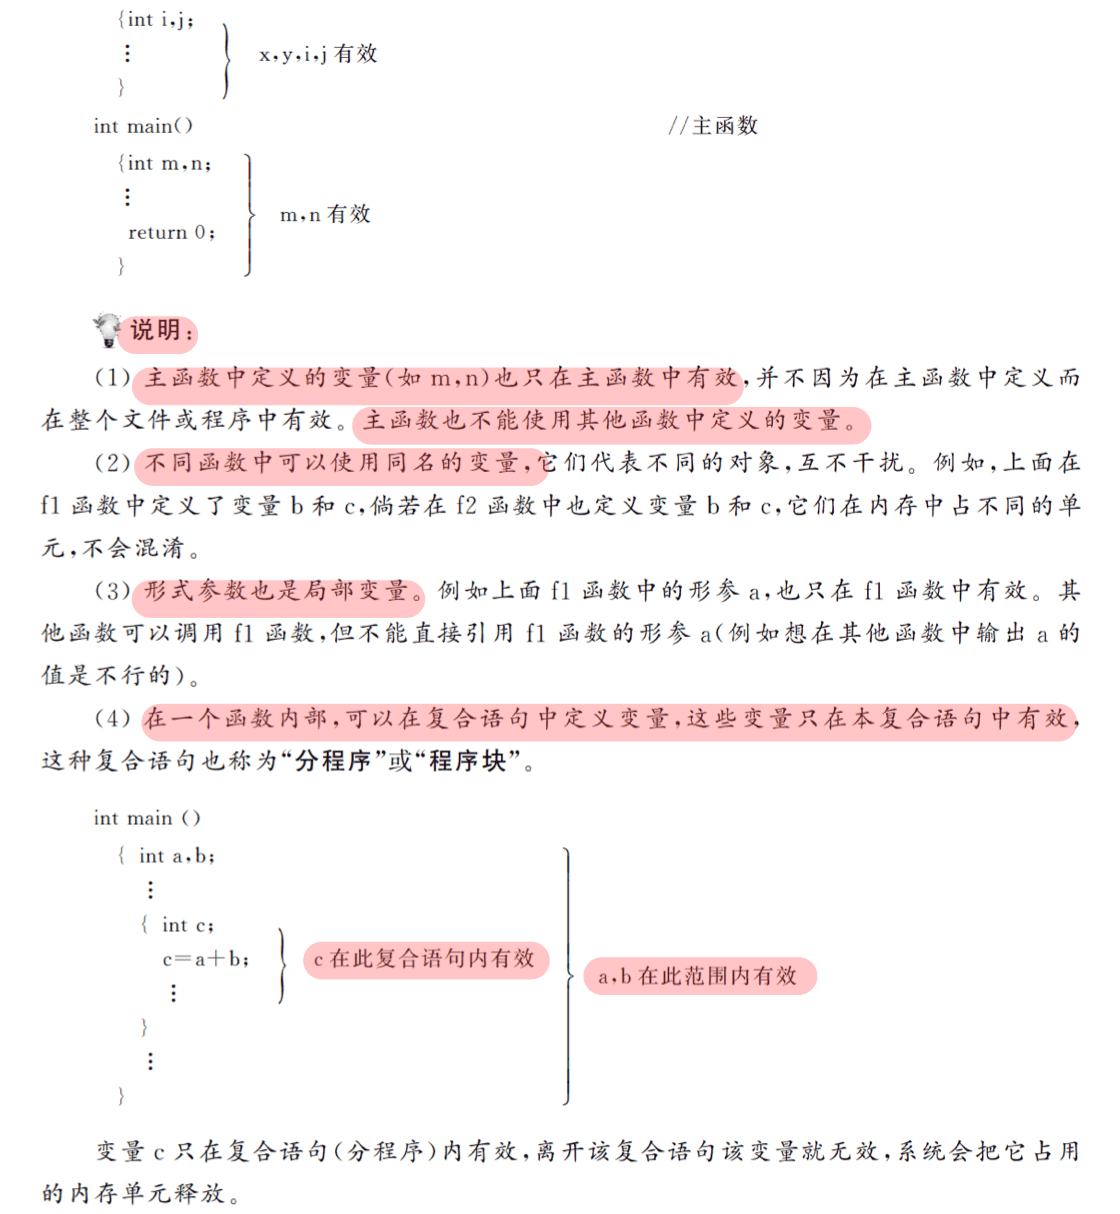 {int i,j;
⋮
x,y,i,j 有效
}
int main() //主函数
{int m,n;
⋮
m,n 有效
return 0;
}
说明:
(1) 主函数中定义的变量(如 m,n)也只在主函数中有效,并不因为在主函数中定义而
在整个文件或程序中有效。主函数也不能使用其他函数中定义的变量。
(2) 不同函数中可以使用同名的变量,它们代表不同的对象,互不干扰。例如,上面在
f1 函数中定义了变量 b 和 c,倘若在 f2 函数中也定义变量 b 和 c,它们在内存中占不同的单
元,不会混淆。
(3) 形式参数也是局部变量。例如上面 f1 函数中的形参 a,也只在 f1 函数中有效。其
他函数可以调用 f1 函数,但不能直接引用 f1 函数的形参 a(例如想在其他函数中输出 a 的
值是不行的)。
(4) 在一个函数内部,可以在复合语句中定义变量,这些变量只在本复合语句中有效,
这种复合语句也称为“分程序”或“程序块”。
int main ()
{ int a,b;
⋮
{ int c;
c=a+b; c 在此复合语句内有效
a,b 在此范围内有效
⋮
}
⋮
}
变量 c 只在复合语句(分程序)内有效,离开该复合语句该变量就无效,系统会把它占用
的内存单元释放。